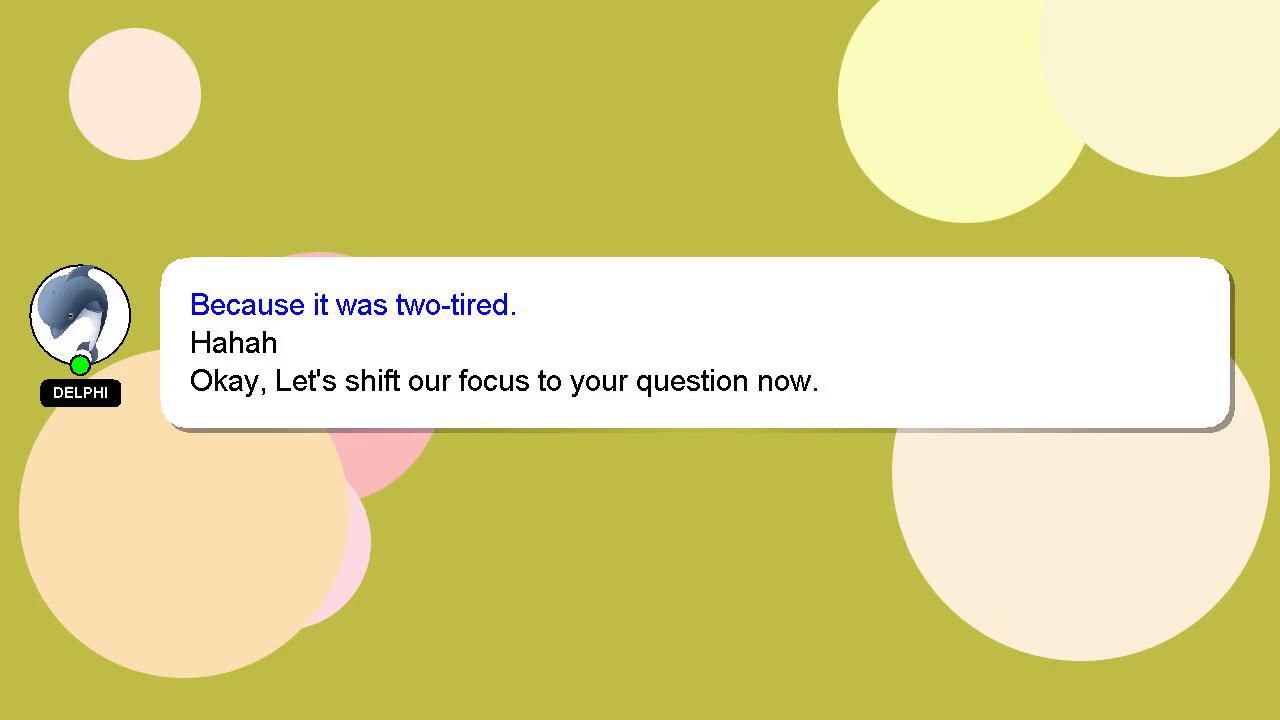 Because it was two-tired.
Hahah
Okay, Let's shift our focus to your question now.
DELPHI